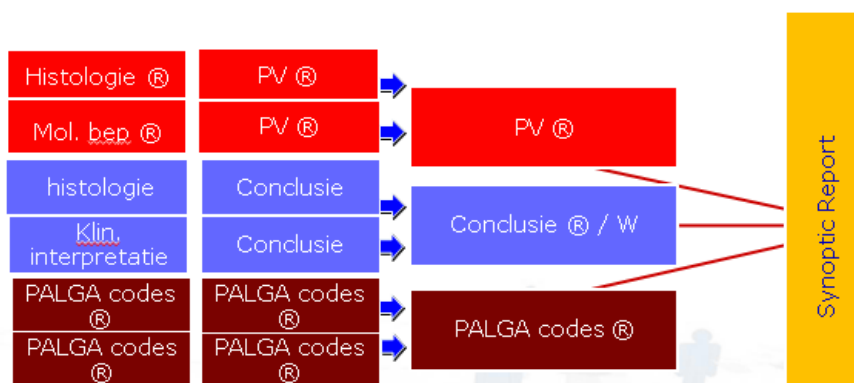 Histologie ®
PV ®
Mol. bep ®
PV ®
PV ®
histologie
Conclusie
Klin,
interpretatie
Conclusie
Conclusie ® / W
PALGA codes
®
PALGA codes
®
PALGA codes
®
PALGA codes
®
PALGA codes ®
Synoptic Report